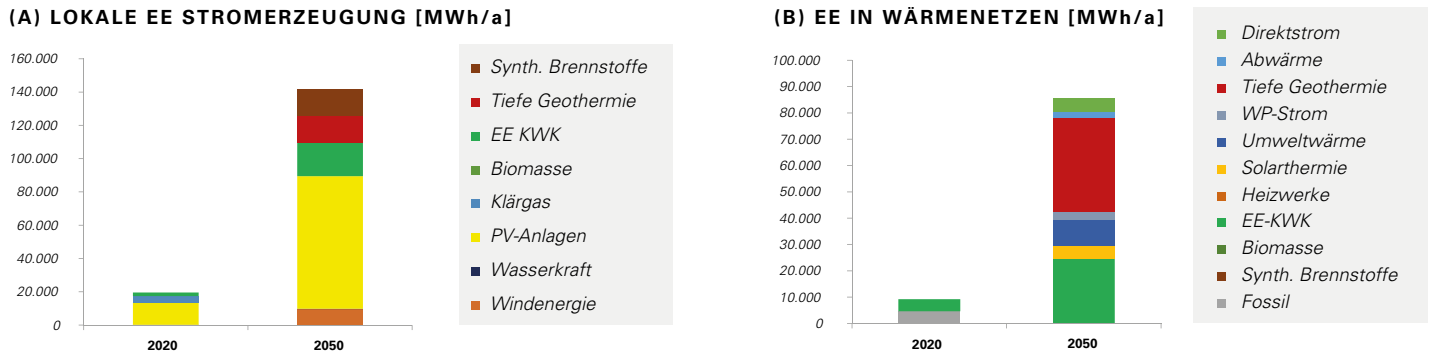 (A) LOKALE EE STROMERZEUGUNG [MWh/a]
160.000
140.000
120.000
100.000
80.000
60.000
40.000
20.000
0
2020
2050
Synth. Brennstoffe
Tiefe Geothermie
EE KWK
Biomasse
Klärgas
PV-Anlagen
Wasserkraft
Windenergie
(B) EE IN WÄRMENETZEN [MWh/a]
100.000
90.000
80.000
70.000
60.000
50.000
40.000
30.000
20.000
10.000
0
2020
2050
Direktstrom
Abwärme
Tiefe Geothermie
WP-Strom
Umweltwärme
Solarthermie
Heizwerke
EE-KWK
Biomasse
Synth. Brennstoffe
Fossil